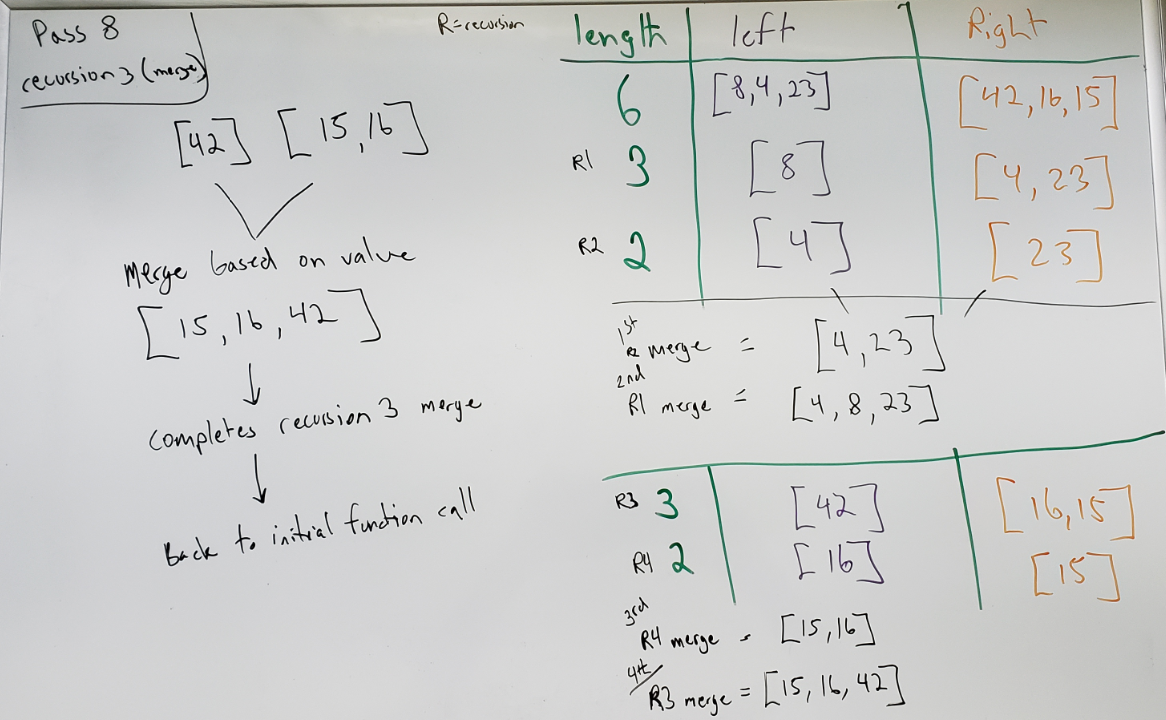 Pass 8
recursion 3 (merge)
[42] [15,16]
Merge based on value
[15, 16, 42]
Completes recursion 3 merge
Back to initial function call
R=recursion
length left Right
6 [8,4,23] [42,16,15]
R1 3 [8] [4,23]
R2 2 [4] [23]
1st
R2 merge = [4,23]
2nd
R1 merge = [4,8,23]
R3 3 [42] [16,15]
R4 2 [16] [15]
3rd
R4 merge = [15,16]
4th
R3 merge = [15,16,42]